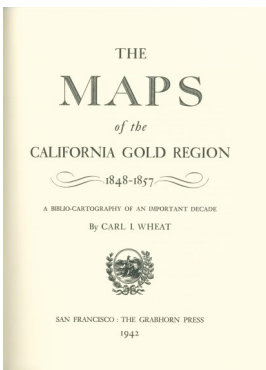 THE
MAPS
of the
CALIFORNIA GOLD REGION
1848-1857
A BIBLIO-CARTOGRAPHY OF AN IMPORTANT DECADE
By CARL I. WHEAT
SAN FRANCISCO : THE GRABHORN PRESS
1942